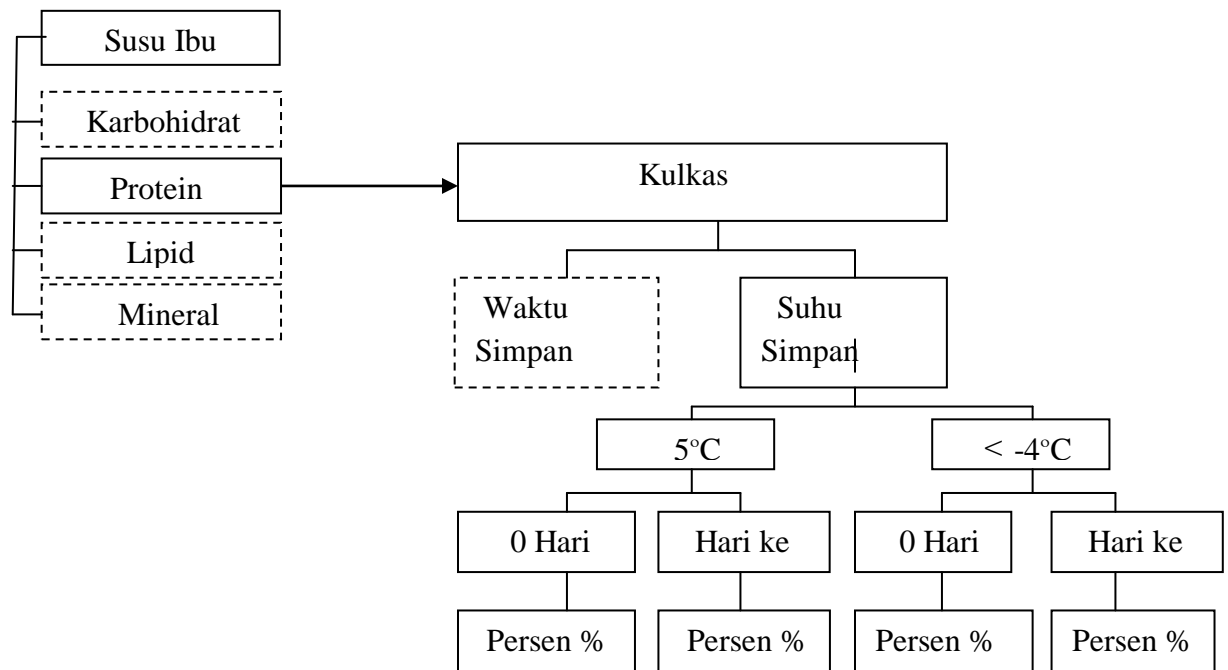 Susu Ibu
Karbohidrat
Protein
Lipid
Mineral
Kulkas
Waktu
Simpan
Suhu
Simpan
5°C
< -4°C
0 Hari
Hari ke
0 Hari
Hari ke
Persen %
Persen %
Persen %
Persen %